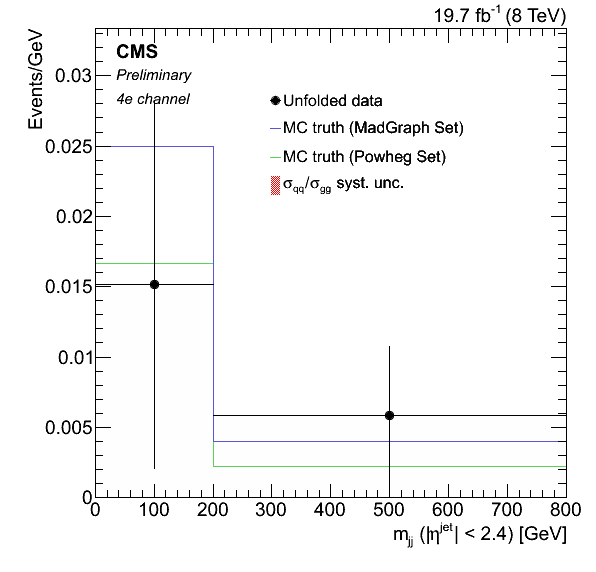 19.7 fb⁻¹ (8 TeV)
Events/GeV
CMS
Preliminary
4e channel
Unfolded data
MC truth (MadGraph Set)
MC truth (Powheg Set)
σqq/σgg syst. unc.
0.03
0.025
0.02
0.015
0.01
0.005
0
0 100 200 300 400 500 600 700 800
mjj (|η^jet| < 2.4) [GeV]